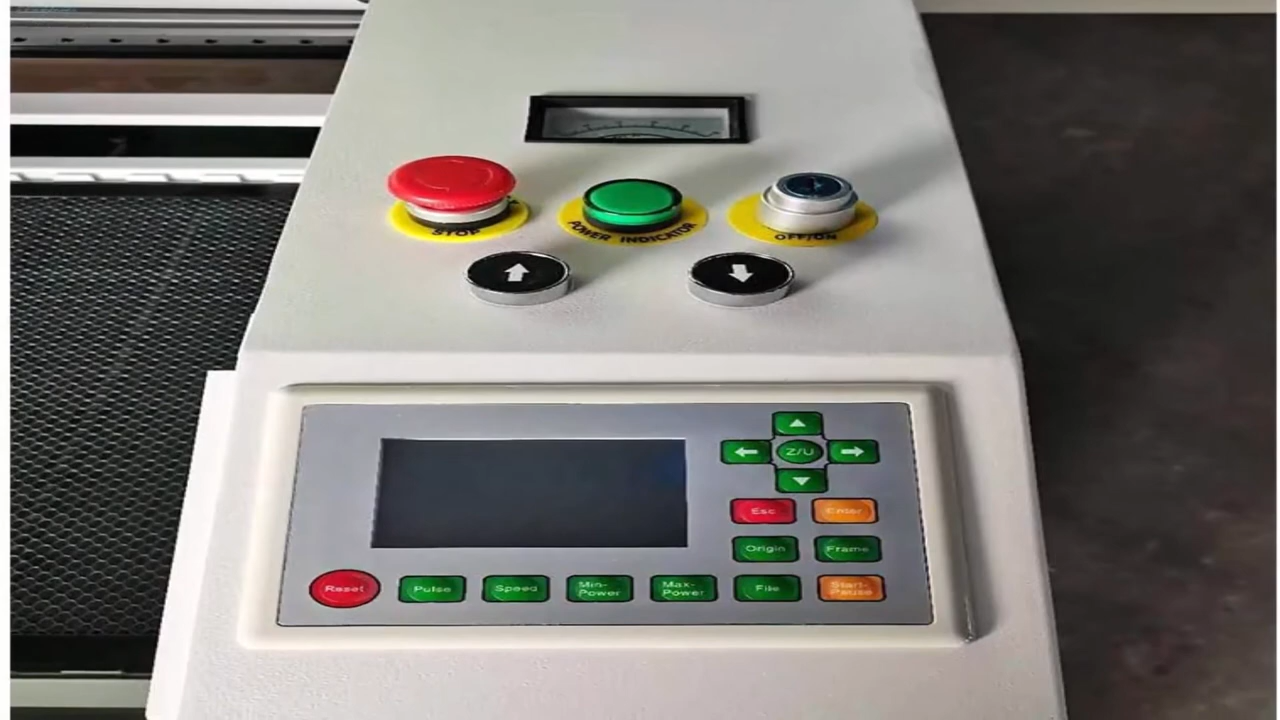 STOP
POWER INDICATOR
OFF/ON
Z/U
Esc
Enter
Origin
Frame
Reset
Pulse
Speed
Min-
Power
Max-
Power
File
Start-
Pause